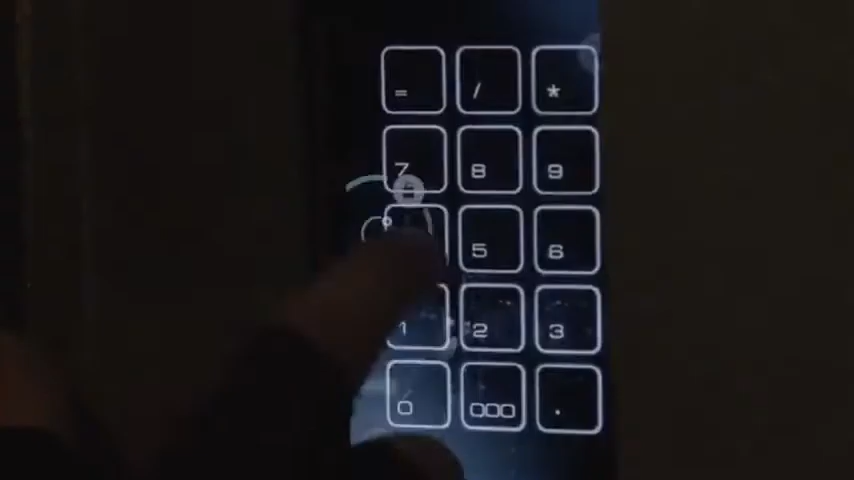 = / *
7 8 9
5 6
1 2 3
0 000 .